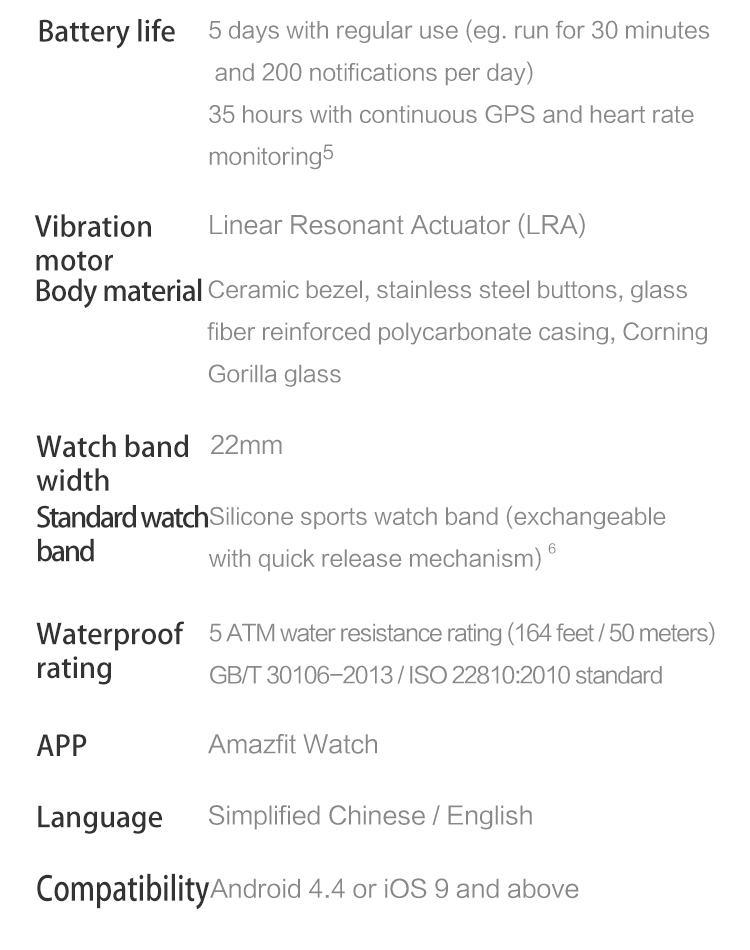 Battery life 5 days with regular use (eg. run for 30 minutes
and 200 notifications per day)
35 hours with continuous GPS and heart rate
monitoring5
Vibration motor Linear Resonant Actuator (LRA)
Body material Ceramic bezel, stainless steel buttons, glass
fiber reinforced polycarbonate casing, Corning
Gorilla glass
Watch band width 22mm
Standard watch band Silicone sports watch band (exchangeable
with quick release mechanism) 6
Waterproof rating 5 ATM water resistance rating (164 feet / 50 meters)
GB/T 30106-2013 / ISO 22810:2010 standard
APP Amazfit Watch
Language Simplified Chinese / English
Compatibility Android 4.4 or iOS 9 and above